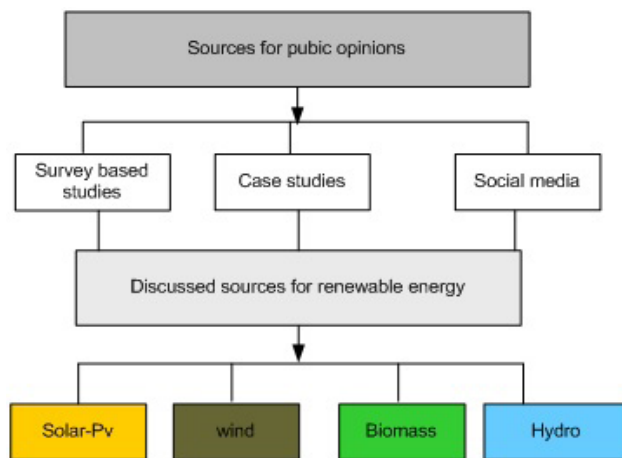 Sources for pubic opinions
Survey based
studies
Case studies
Social media
Discussed sources for renewable energy
Solar-Pv
wind
Biomass
Hydro